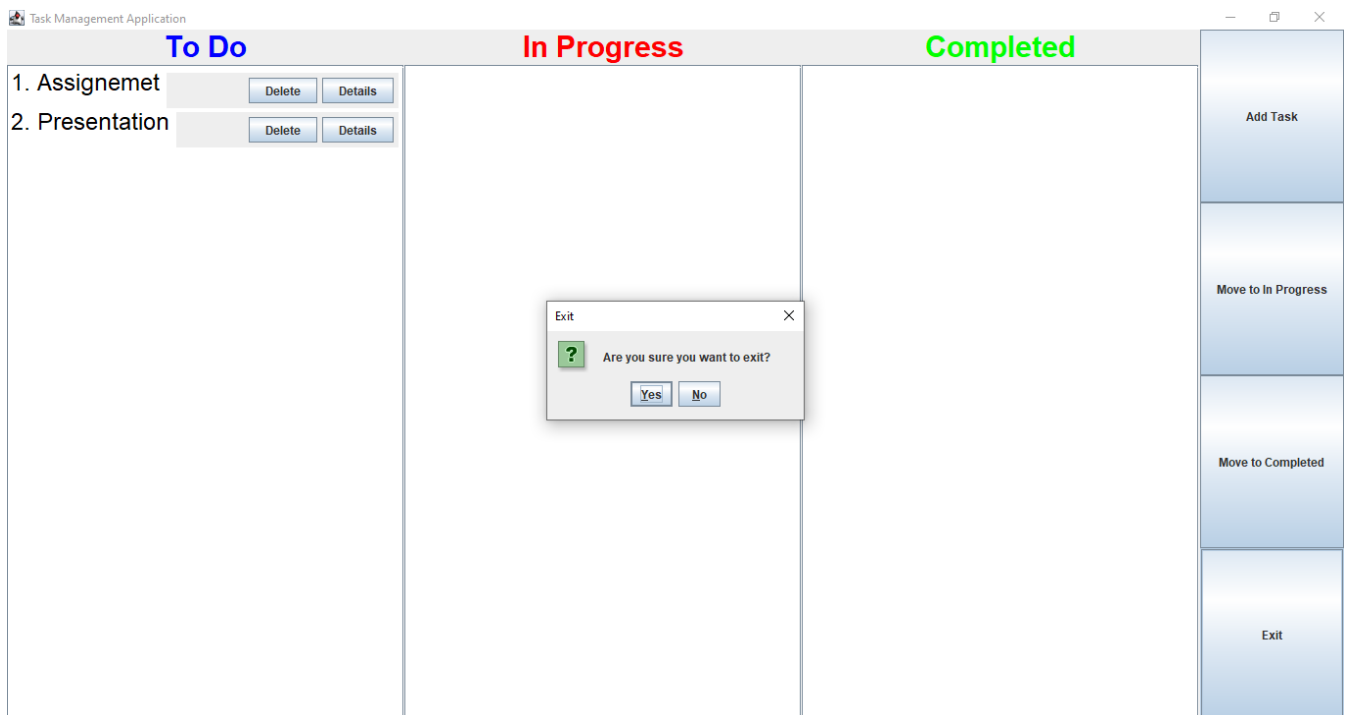 Task Management Application
To Do
In Progress
Completed
1. Assignemet
Delete
Details
2. Presentation
Delete
Details
Add Task
Move to In Progress
Move to Completed
Exit
Exit
?
Are you sure you want to exit?
Yes
No